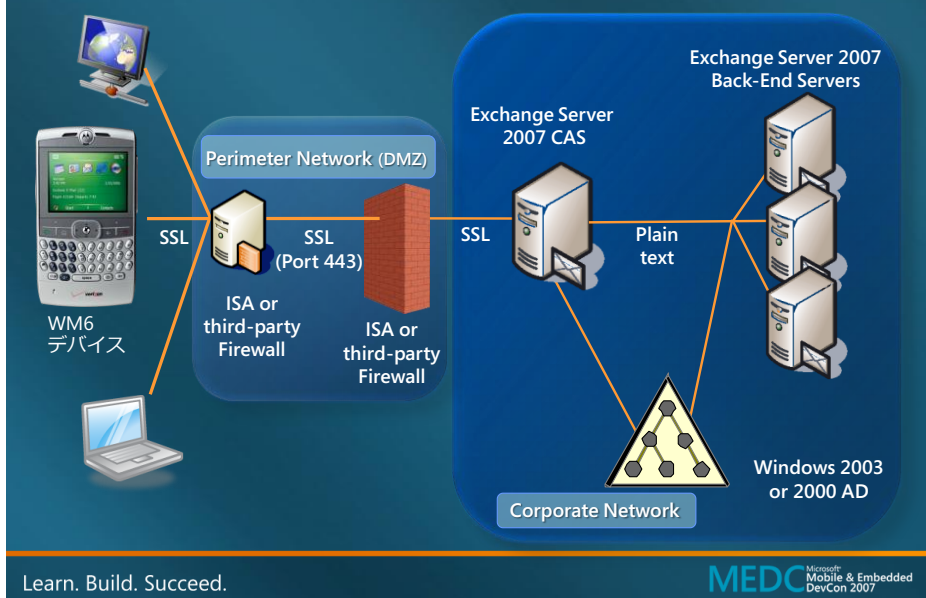 Exchange Server 2007
Back-End Servers
Exchange Server
2007 CAS
Perimeter Network (DMZ)
SSL
SSL
(Port 443)
SSL
Plain
text
ISA or
third-party
Firewall
ISA or
third-party
Firewall
WM6
デバイス
Windows 2003
or 2000 AD
Corporate Network
Learn. Build. Succeed.
MEDC
Microsoft
Mobile & Embedded
DevCon 2007